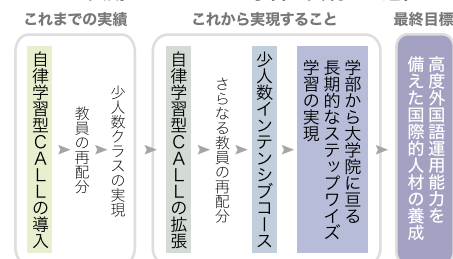 これまでの実績
これから実現すること
最終目標
自律学習型CALLの導入
教員の再配分
少人数クラスの実現
自律学習型CALLの拡張
さらなる教員の再配分
少人数インテンシブコース
学部から大学院に亘る
長期的なステップワイズ
学習の実現
高度外国語運用能力を
備えた国際的人材の養成